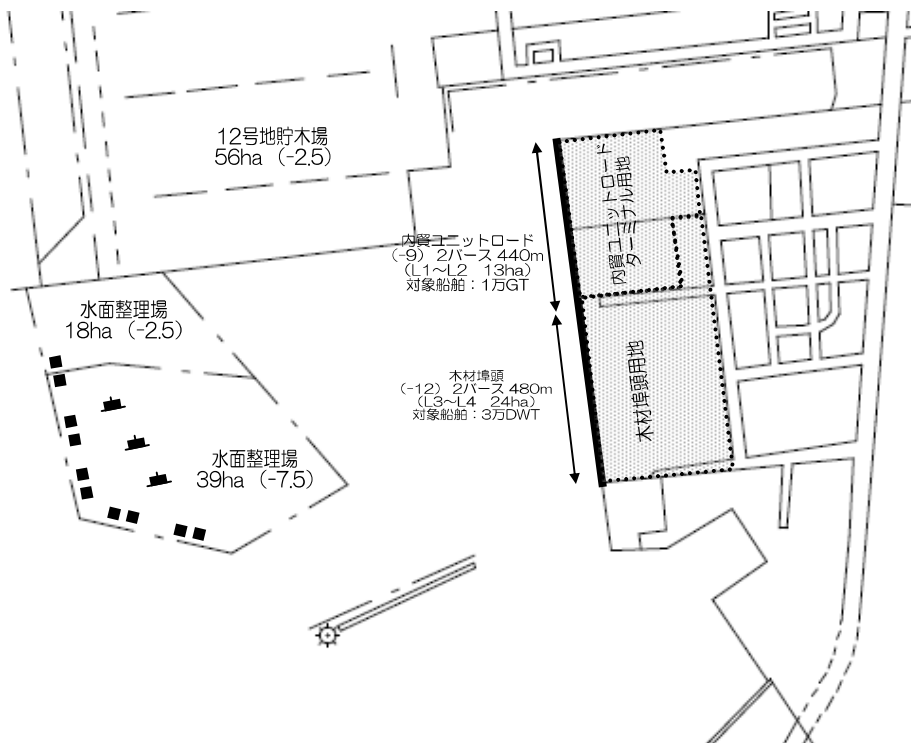 12号地貯木場
56ha (-2.5)
内貿ユニットロード
ターミナル用地
内貿ユニットロード
(-9) 2バース 440m
(L1~L2 13ha)
対象船舶:1万GT
水面整理場
18ha (-2.5)
木材埠頭
(-12) 2バース 480m
(L3~L4 24ha)
対象船舶:3万DWT
木材埠頭用地
水面整理場
39ha (-7.5)